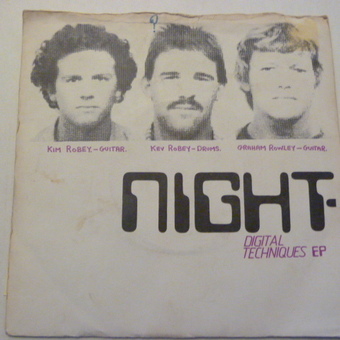 KIM ROBEY.—GUITAR.
KEV ROBEY—DRUMS.
GRAHAM ROWLEY—GUITAR.
NIGHT-
DIGITAL
TECHNIQUES EP